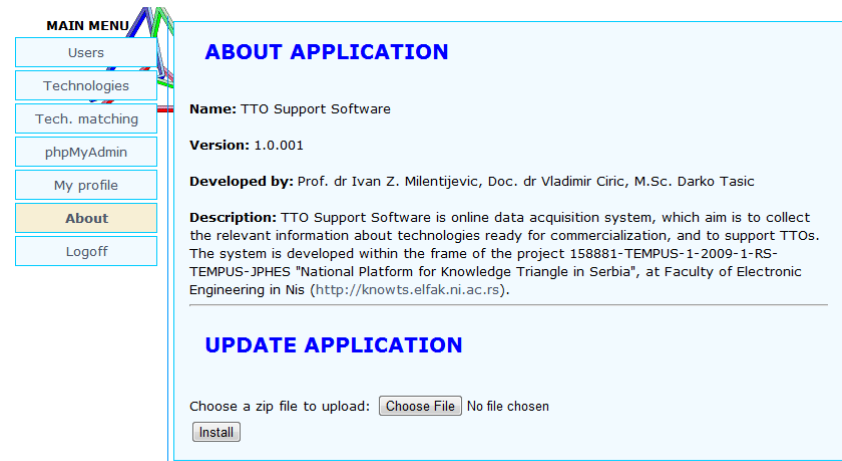 MAIN MENU
Users
Technologies
Tech. matching
phpMyAdmin
My profile
About
Logoff
ABOUT APPLICATION
Name: TTO Support Software
Version: 1.0.001
Developed by: Prof. dr Ivan Z. Milentijevic, Doc. dr Vladimir Ciric, M.Sc. Darko Tasic
Description: TTO Support Software is online data acquisition system, which aim is to collect
the relevant information about technologies ready for commercialization, and to support TTOs.
The system is developed within the frame of the project 158881-TEMPUS-1-2009-1-RS-
TEMPUS-JPHES "National Platform for Knowledge Triangle in Serbia", at Faculty of Electronic
Engineering in Nis (http://knowts.elfak.ni.ac.rs).
UPDATE APPLICATION
Choose a zip file to upload: Choose File No file chosen
Install